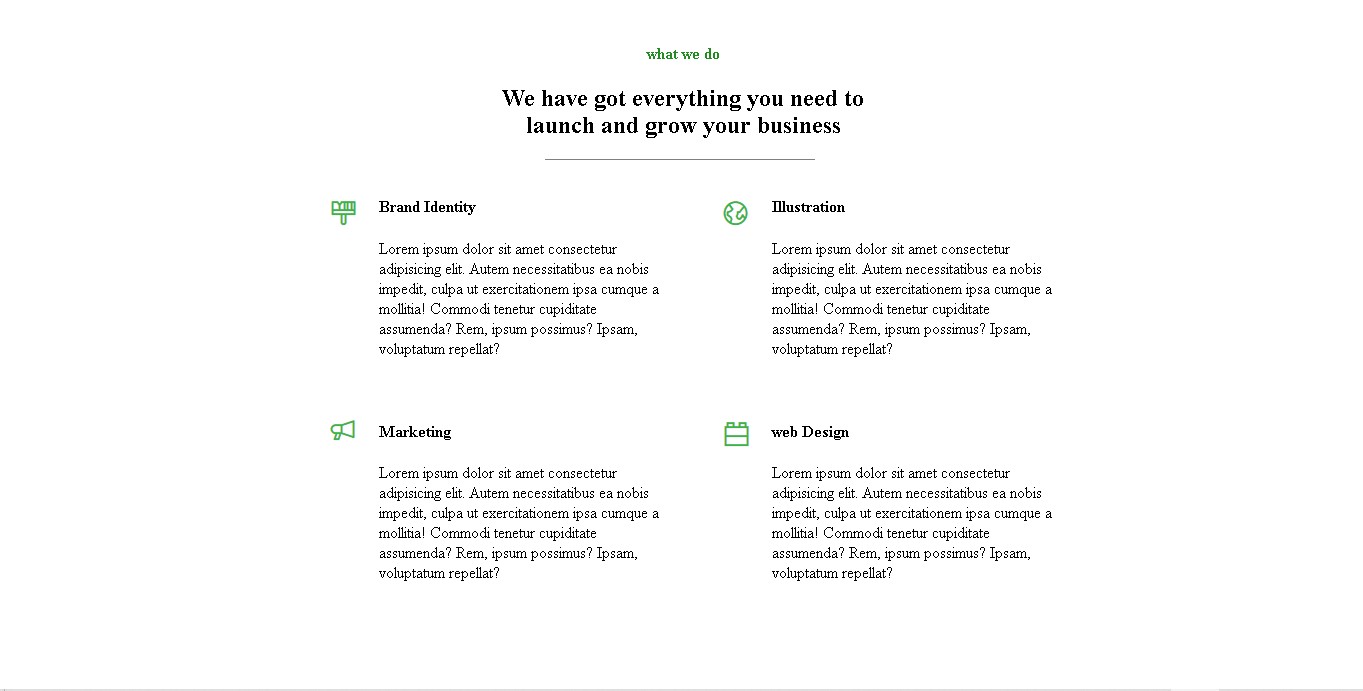 what we do
We have got everything you need to
launch and grow your business
Brand Identity
Lorem ipsum dolor sit amet consectetur
adipisicing elit. Autem necessitatibus ea nobis
impedit, culpa ut exercitationem ipsa cumque a
mollitia! Commodi tenetur cupiditate
assumenda? Rem, ipsum possimus? Ipsam,
voluptatum repellat?
Illustration
Lorem ipsum dolor sit amet consectetur
adipisicing elit. Autem necessitatibus ea nobis
impedit, culpa ut exercitationem ipsa cumque a
mollitia! Commodi tenetur cupiditate
assumenda? Rem, ipsum possimus? Ipsam,
voluptatum repellat?
Marketing
Lorem ipsum dolor sit amet consectetur
adipisicing elit. Autem necessitatibus ea nobis
impedit, culpa ut exercitationem ipsa cumque a
mollitia! Commodi tenetur cupiditate
assumenda? Rem, ipsum possimus? Ipsam,
voluptatum repellat?
web Design
Lorem ipsum dolor sit amet consectetur
adipisicing elit. Autem necessitatibus ea nobis
impedit, culpa ut exercitationem ipsa cumque a
mollitia! Commodi tenetur cupiditate
assumenda? Rem, ipsum possimus? Ipsam,
voluptatum repellat?